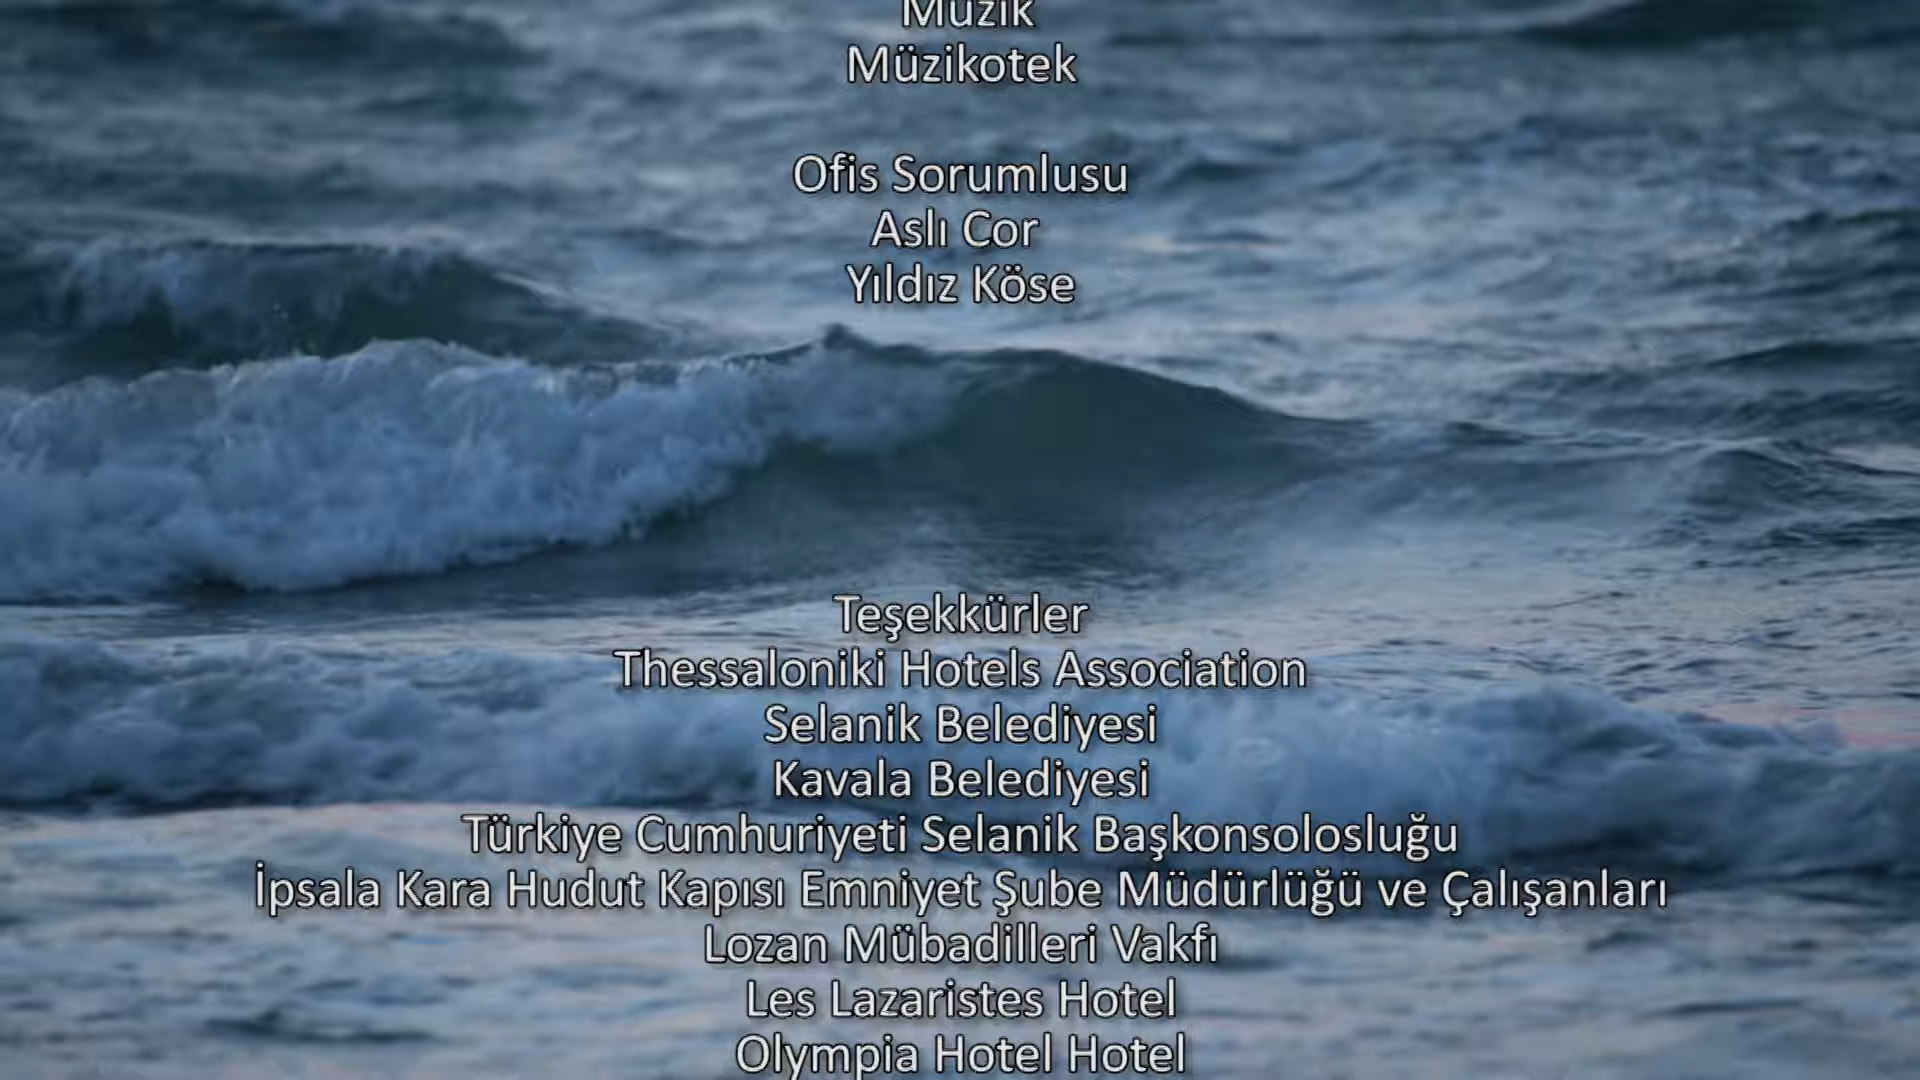 Müzik
Müzikotek
Ofis Sorumlusu
Aslı Cor
Yıldız Köse
Teşekkürler
Thessaloniki Hotels Association
Selanik Belediyesi
Kavala Belediyesi
Türkiye Cumhuriyeti Selanik Başkonsolosluğu
İpsala Kara Hudut Kapısı Emniyet Şube Müdürlüğü ve Çalışanları
Lozan Mübadilleri Vakfı
Les Lazaristes Hotel
Olympia Hotel Hotel